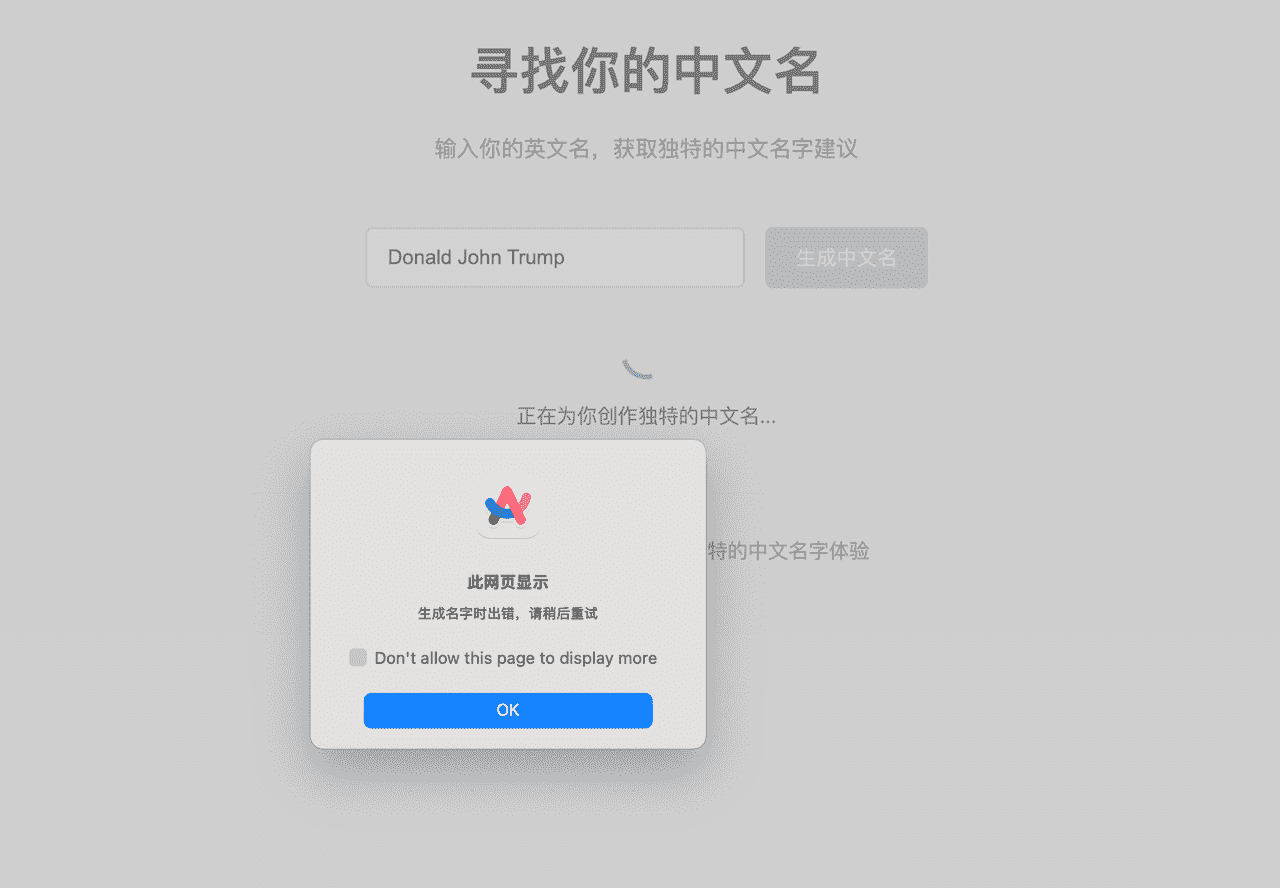 寻找你的中文名
输入你的英文名，获取独特的中文名字建议
Donald John Trump
生成中文名
正在为你创作独特的中文名...
特的中文名字体验
此网页显示
生成名字时出错，请稍后重试
Don't allow this page to display more
OK